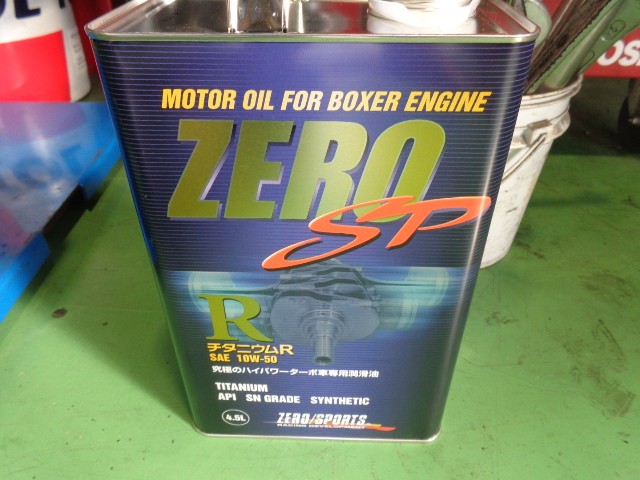 MOTOR OIL FOR BOXER ENGINE
ZERO
SP
R
チタニウムR
SAE 10W-50
究極のハイパワーターボ車専用潤滑油
TITANIUM
API SN GRADE SYNTHETIC
4.5L
ZERO/SPORTS
RACING DEVELOPMENT